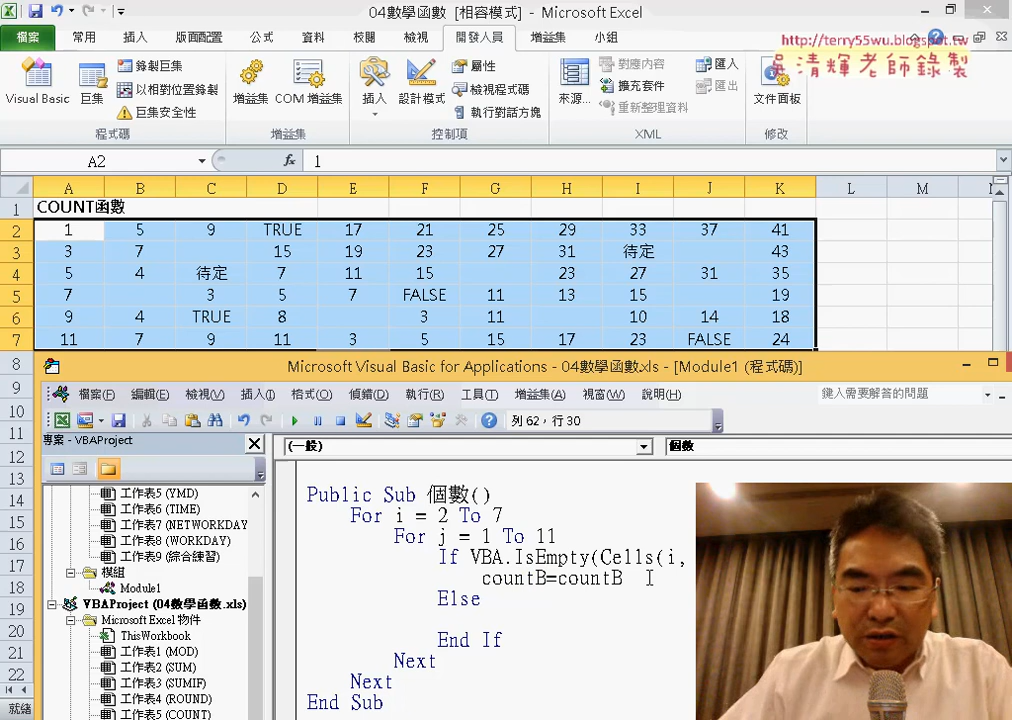 04數學函數 [相容模式] - Microsoft Excel
檔案 常用 插入 版面配置 公式 資料 校閱 檢視 開發人員 增益集 小組
http://terry55wu.blogspot.tw
吳清輝老師錄製
Visual Basic 巨集 錄製巨集 以相對位置錄製 巨集安全性 增益集 COM 增益集 插入 設計模式 屬性 檢視程式碼 執行對話方塊 來源... 對應內容 擴充套件 重新整理資料 匯入 匯出 文件面板
程式碼 增益集 控制項 XML 修改
A2 fx 1
A B C D E F G H I J K L M
1 COUNT函數
2 1 5 9 TRUE 17 21 25 29 33 37 41
3 3 7 15 19 23 27 31 待定 43
4 5 4 待定 7 11 15 23 27 31 35
5 7 3 5 7 FALSE 11 13 15 19
6 9 4 TRUE 8 3 11 10 14 18
7 11 7 9 11 3 5 15 17 23 FALSE 24
8
9
10
11
12
13
14
15
16
17
18
19
20
21
22
就緒
Microsoft Visual Basic for Applications - 04數學函數.xls - [Module1 (程式碼)]
檔案(F) 編輯(E) 檢視(V) 插入(I) 格式(O) 偵錯(D) 執行(R) 工具(T) 增益集(A) 視窗(W) 說明(H) 輸入需要解答的問題
列 62, 行 30
專案 - VBAProject
(一般) 個數
工作表5 (YMD)
工作表6 (TIME)
工作表7 (NETWORKDAY
工作表8 (WORKDAY)
工作表9 (綜合練習)
模組
Module1
VBAProject (04數學函數.xls)
Microsoft Excel 物件
ThisWorkbook
工作表1 (MOD)
工作表2 (SUM)
工作表3 (SUMIF)
工作表4 (ROUND)
工作表5 (COUNT)
Public Sub 個數()
For i = 2 To 7
For j = 1 To 11
If VBA.IsEmpty(Cells(i,
countB=countB
Else
End If
Next
Next
End Sub